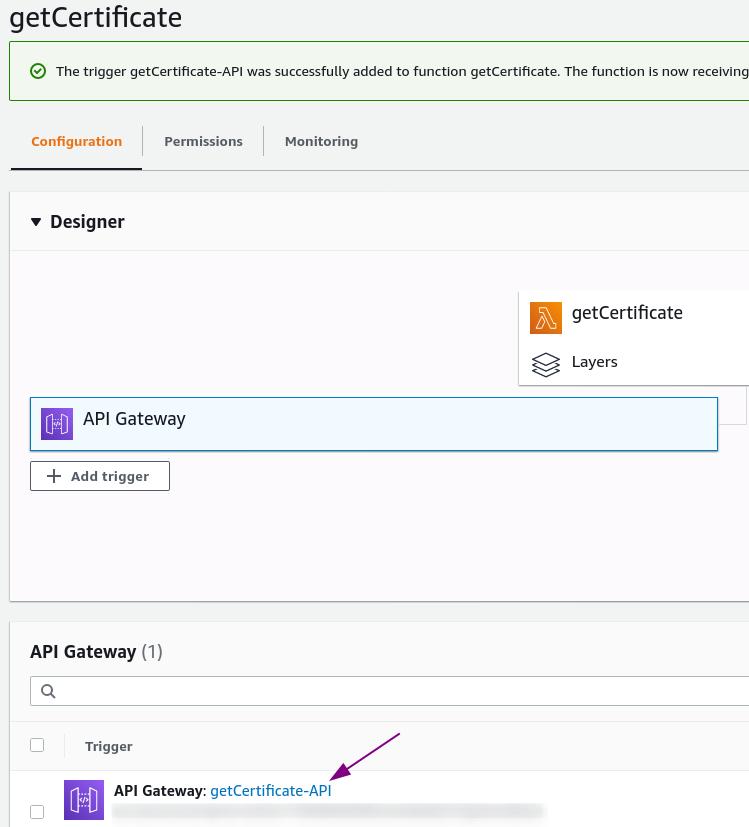 getCertificate
The trigger getCertificate-API was successfully added to function getCertificate. The function is now receiving
Configuration
Permissions
Monitoring
Designer
getCertificate
Layers
API Gateway
Add trigger
API Gateway (1)
Trigger
API Gateway: getCertificate-API